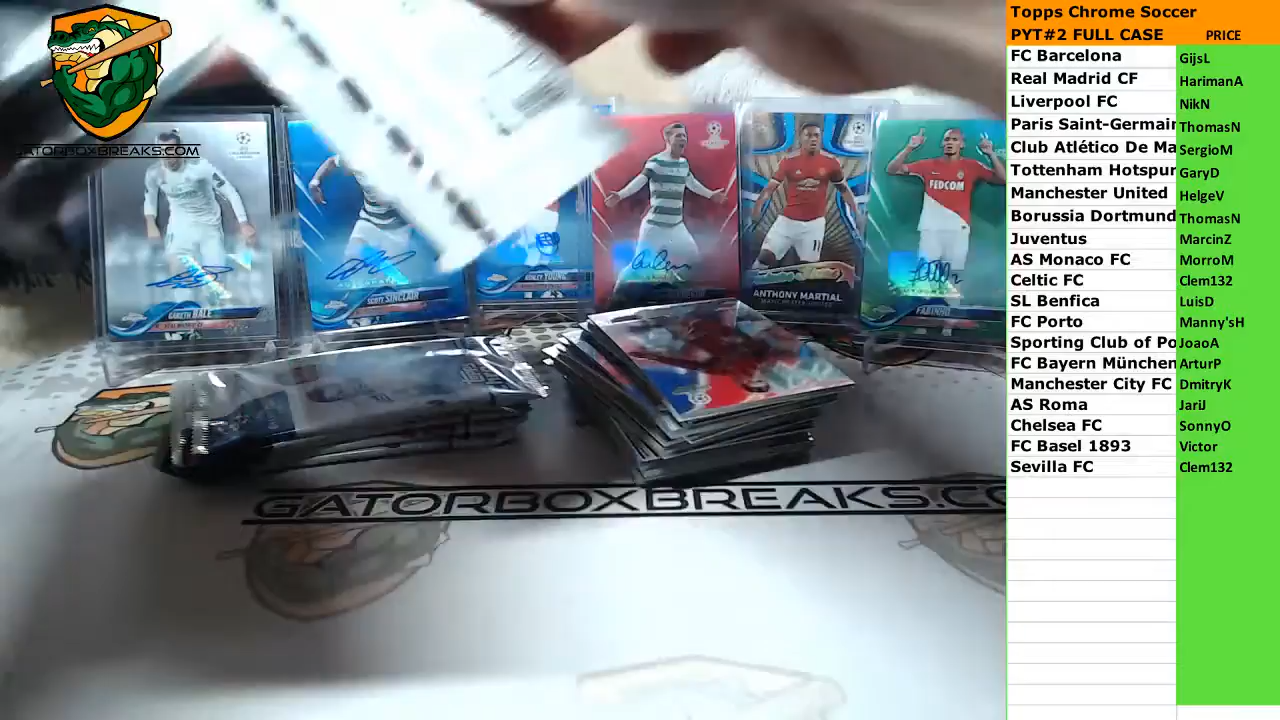 GATORBOXBREAKS.COM
GARETH BALE
SCOTT SINCLAIR
ASHLEY YOUNG
FEDCOM
ANTHONY MARTIAL
MANCHESTER UNITED
FABINHO
GATORBOXBREAKS.CO
Topps Chrome Soccer
PYT#2 FULL CASE PRICE
FC Barcelona GijsL
Real Madrid CF HarimanA
Liverpool FC NikN
Paris Saint-Germain ThomasN
Club Atlético De Ma SergioM
Tottenham Hotspur GaryD
Manchester United HelgeV
Borussia Dortmund ThomasN
Juventus MarcinZ
AS Monaco FC MorroM
Celtic FC Clem132
SL Benfica LuisD
FC Porto Manny'sH
Sporting Club of Po JoaoA
FC Bayern München ArturP
Manchester City FC DmitryK
AS Roma JariJ
Chelsea FC SonnyO
FC Basel 1893 Victor
Sevilla FC Clem132